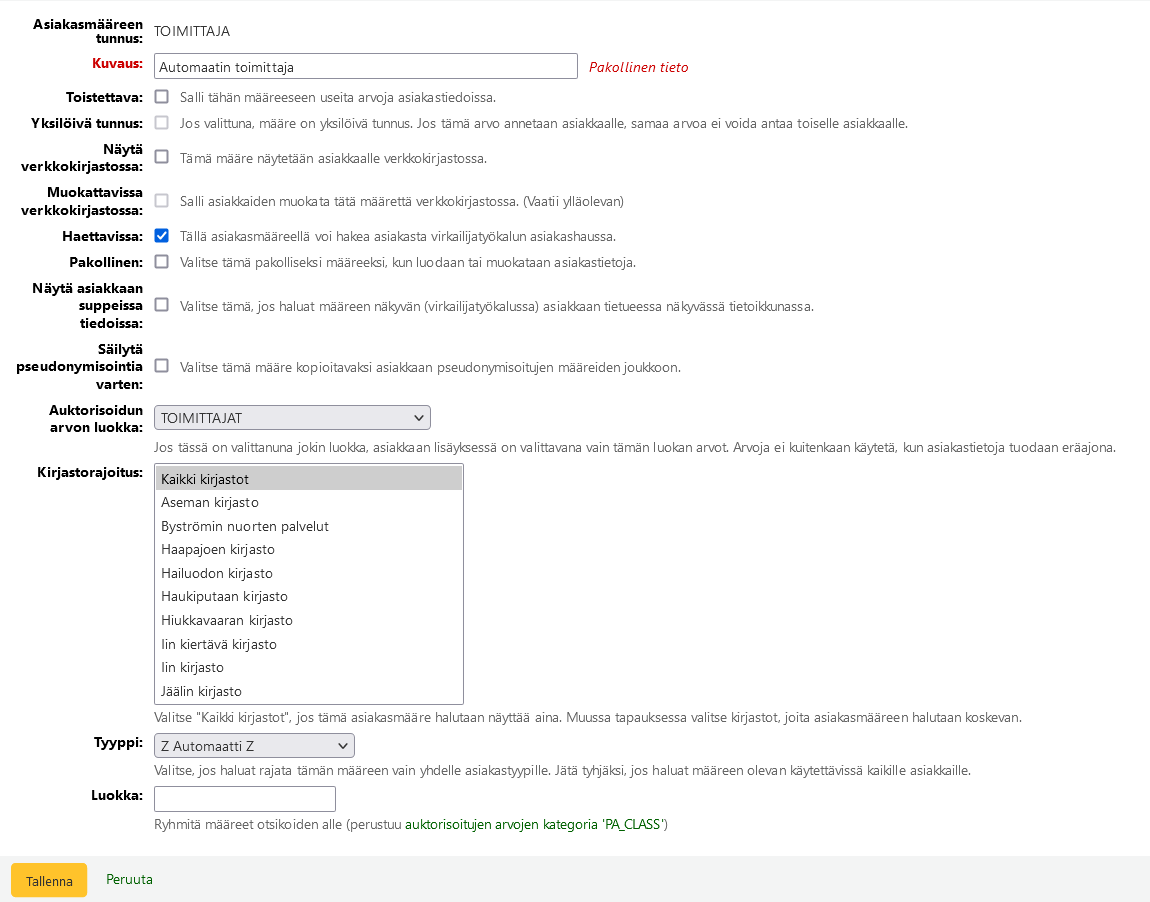 Asiakasmääreen
tunnus:
TOIMITTAJA
Kuvaus:
Automaatin toimittaja
Pakollinen tieto
Toistettava:
Salli tähän määreeseen useita arvoja asiakastiedoissa.
Yksilöivä tunnus:
Jos valittuna, määre on yksilöivä tunnus. Jos tämä arvo annetaan asiakkaalle, samaa arvoa ei voida antaa toiselle asiakkaalle.
Näytä
verkkokirjastossa:
Tämä määre näytetään asiakkaalle verkkokirjastossa.
Muokattavissa
verkkokirjastossa:
Salli asiakkaiden muokata tätä määrettä verkkokirjastossa. (Vaatii ylläolevan)
Haettavissa:
Tällä asiakasmääreellä voi hakea asiakasta virkailijatyökalun asiakashaussa.
Pakollinen:
Valitse tämä pakolliseksi määreeksi, kun luodaan tai muokataan asiakastietoja.
Näytä asiakkaan
suppeissa
tiedoissa:
Valitse tämä, jos haluat määreen näkyvän (virkailijatyökalussa) asiakkaan tietueessa näkyvässä tietoikkunassa.
Säilytä
pseudonymisointia
varten:
Valitse tämä määre kopioitavaksi asiakkaan pseudonymisoitujen määreiden joukkoon.
Auktorisoidun
arvon luokka:
TOIMITTAJAT
Jos tässä on valittanuna jokin luokka, asiakkaan lisäyksessä on valittavana vain tämän luokan arvot. Arvoja ei kuitenkaan käytetä, kun asiakastietoja tuodaan eräajona.
Kirjastorajoitus:
Kaikki kirjastot
Aseman kirjasto
Byströmin nuorten palvelut
Haapajoen kirjasto
Hailuodon kirjasto
Haukiputaan kirjasto
Hiukkavaaran kirjasto
Iin kiertävä kirjasto
Iin kirjasto
Jäälin kirjasto
Valitse "Kaikki kirjastot", jos tämä asiakasmääre halutaan näyttää aina. Muussa tapauksessa valitse kirjastot, joita asiakasmääreen halutaan koskevan.
Tyyppi:
Z Automaatti Z
Valitse, jos haluat rajata tämän määreen vain yhdelle asiakastyypille. Jätä tyhjäksi, jos haluat määreen olevan käytettävissä kaikille asiakkaille.
Luokka:
Ryhmitä määreet otsikoiden alle (perustuu auktorisoitujen arvojen kategoria 'PA_CLASS')
Tallenna
Peruuta